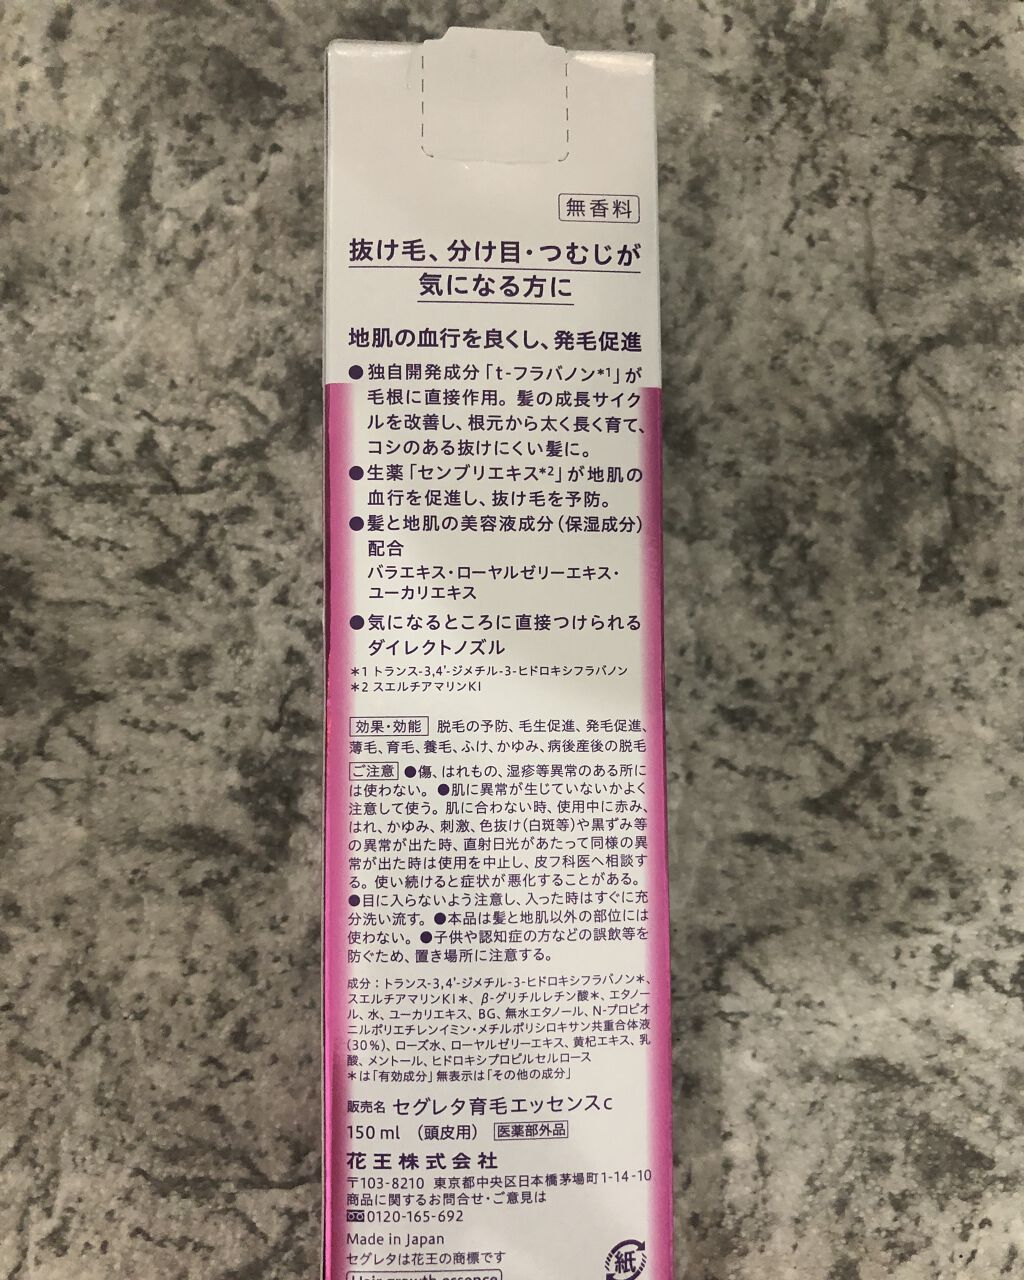 無香料
抜け毛、分け目・つむじが
気になる方に
地肌の血行を良くし、発毛促進
●独自開発成分「t-フラバノン*1」が
毛根に直接作用。髪の成長サイク
ルを改善し、根元から太く長く育て、
コシのある抜けにくい髪に。
●生薬「センブリエキス*2」が地肌の
血行を促進し、抜け毛を予防。
●髪と地肌の美容液成分(保湿成分)
配合
バラエキス・ローヤルゼリーエキス・
ユーカリエキス
●気になるところに直接つけられる
ダイレクトノズル
*1 トランス-3,4'-ジメチル-3-ヒドロキシフラバノン
*2 スエルチアマリンKI
効果・効能 脱毛の予防、毛生促進、発毛促進、
薄毛、育毛、養毛、ふけ、かゆみ、病後産後の脱毛
ご注意 ●傷、はれもの、湿疹等異常のある所に
は使わない。●肌に異常が生じていないかよく
注意して使う。肌に合わない時、使用中に赤み、
はれ、かゆみ、刺激、色抜け(白斑等)や黒ずみ等
の異常が出た時、直射日光があたって同様の異
常が出た時は使用を中止し、皮フ科医へ相談す
る。使い続けると症状が悪化することがある。
●目に入らないよう注意し、入った時はすぐに充
分洗い流す。●本品は髪と地肌以外の部位には
使わない。●子供や認知症の方などの誤飲等を
防ぐため、置き場所に注意する。
成分：トランス-3,4'-ジメチル-3-ヒドロキシフラバノン*、
スエルチアマリンKI*、β-グリチルレチン酸*、エタノー
ル、水、ユーカリエキス、BG、無水エタノール、N-プロピオ
ニルポリエチレンイミン・メチルポリシロキサン共重合体液
(30%)、ローズ水、ローヤルゼリーエキス、黄杞エキス、乳
酸、メントール、ヒドロキシプロピルセルロース
*は「有効成分」無表示は「その他の成分」
販売名 セグレタ育毛エッセンスc
150 ml (頭皮用) 医薬部外品
花王株式会社
〒103-8210 東京都中央区日本橋茅場町1-14-10
商品に関するお問合せ・ご意見は
0120-165-692
Made in Japan
セグレタは花王の商標です
紙
Hair growth essence